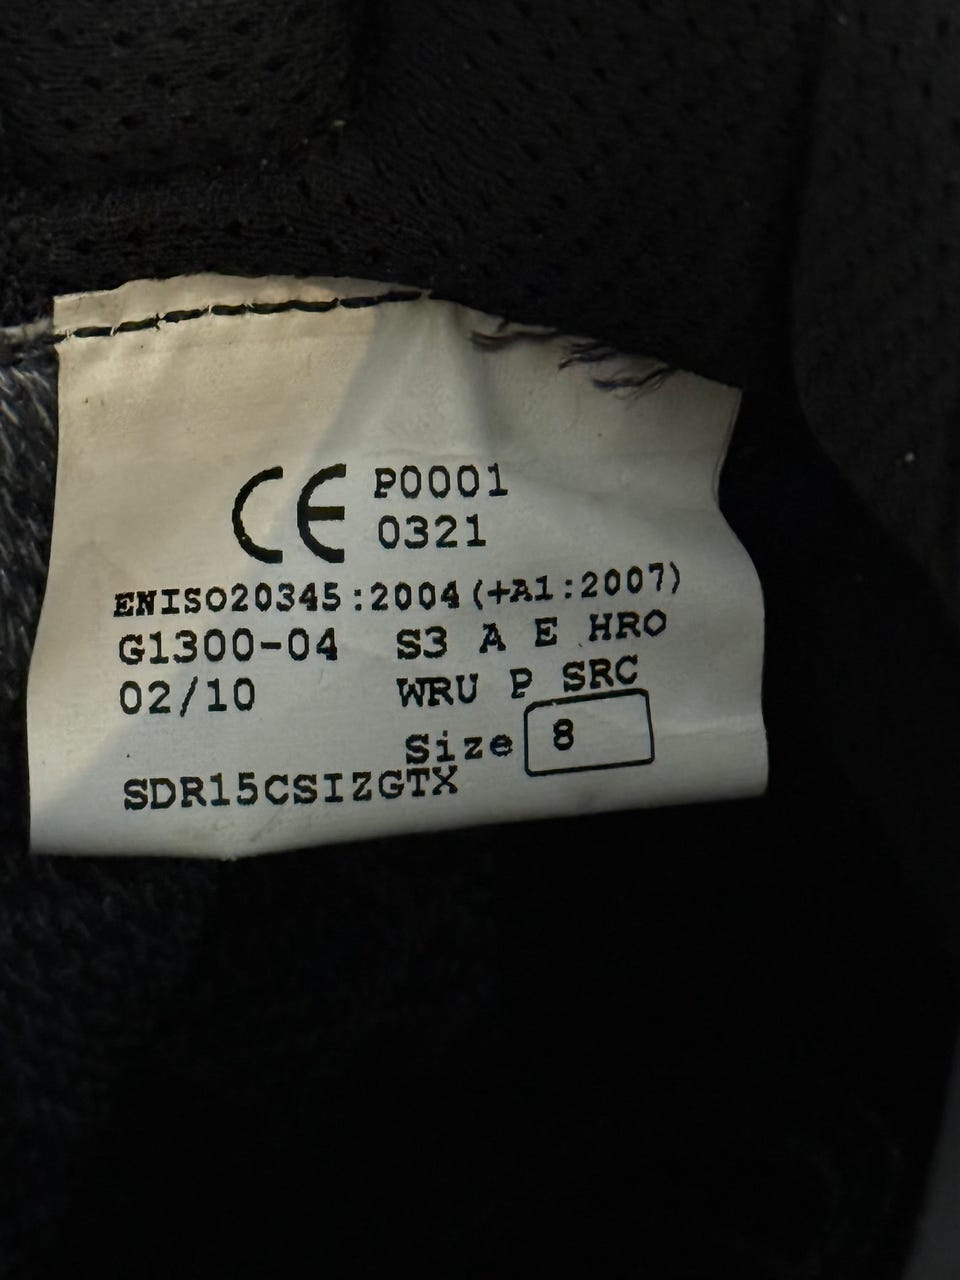 CE P0001
0321
ENISO20345:2004(+A1:2007)
G1300-04 S3 A E HRO
02/10 WRU P SRC
Size 8
SDR15CSIZGTX